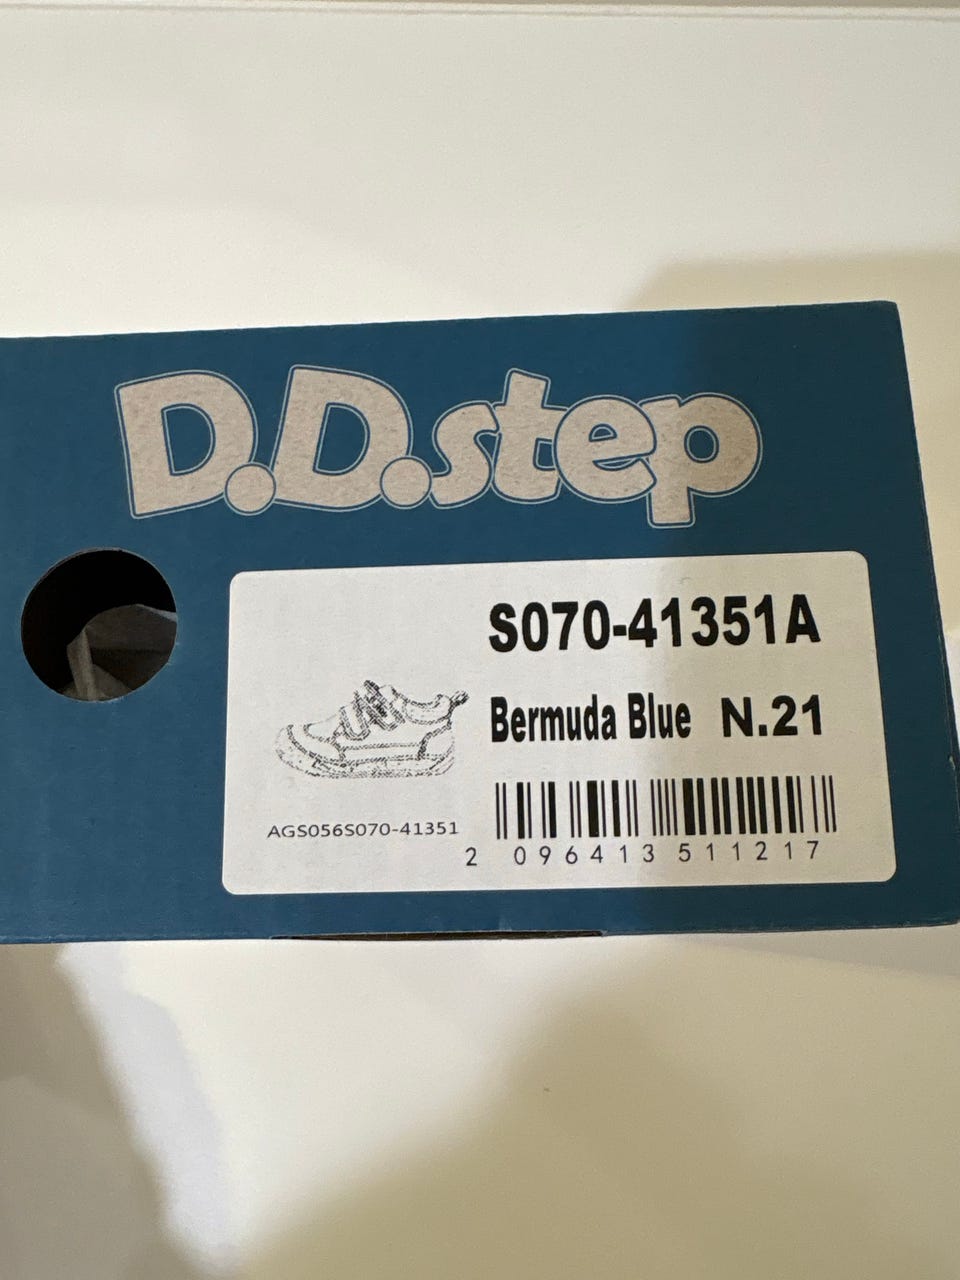 D.D.step
S070-41351A
Bermuda Blue N.21
AGS056S070-41351
2 096413 511217